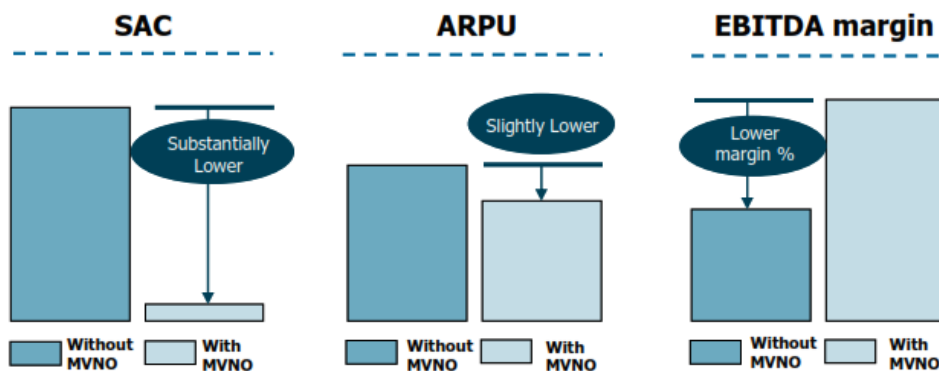 SAC
Substantially
Lower
Without
MVNO
With
MVNO
ARPU
Slightly Lower
Without
MVNO
With
MVNO
EBITDA margin
Lower
margin %
Without
MVNO
With
MVNO